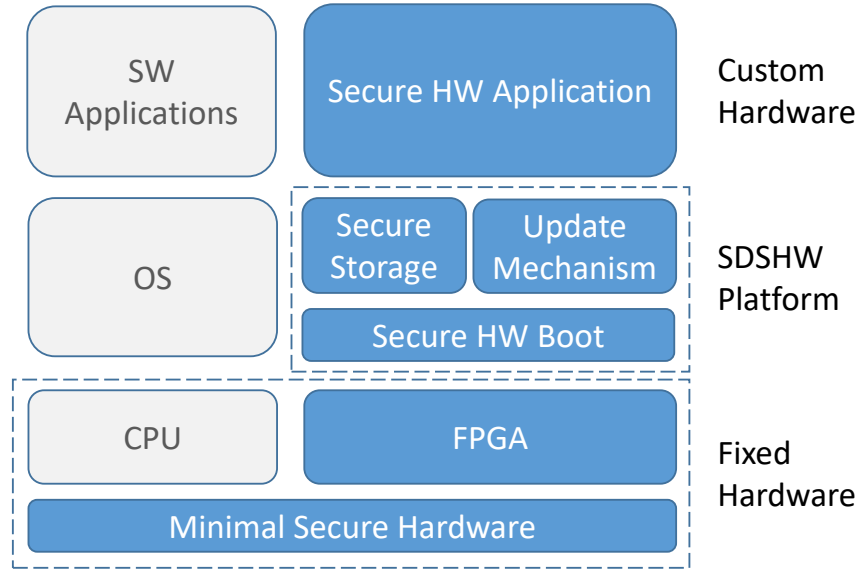 SW
Applications
Secure HW Application
Custom
Hardware
OS
Secure
Storage
Update
Mechanism
Secure HW Boot
SDSHW
Platform
CPU
FPGA
Minimal Secure Hardware
Fixed
Hardware